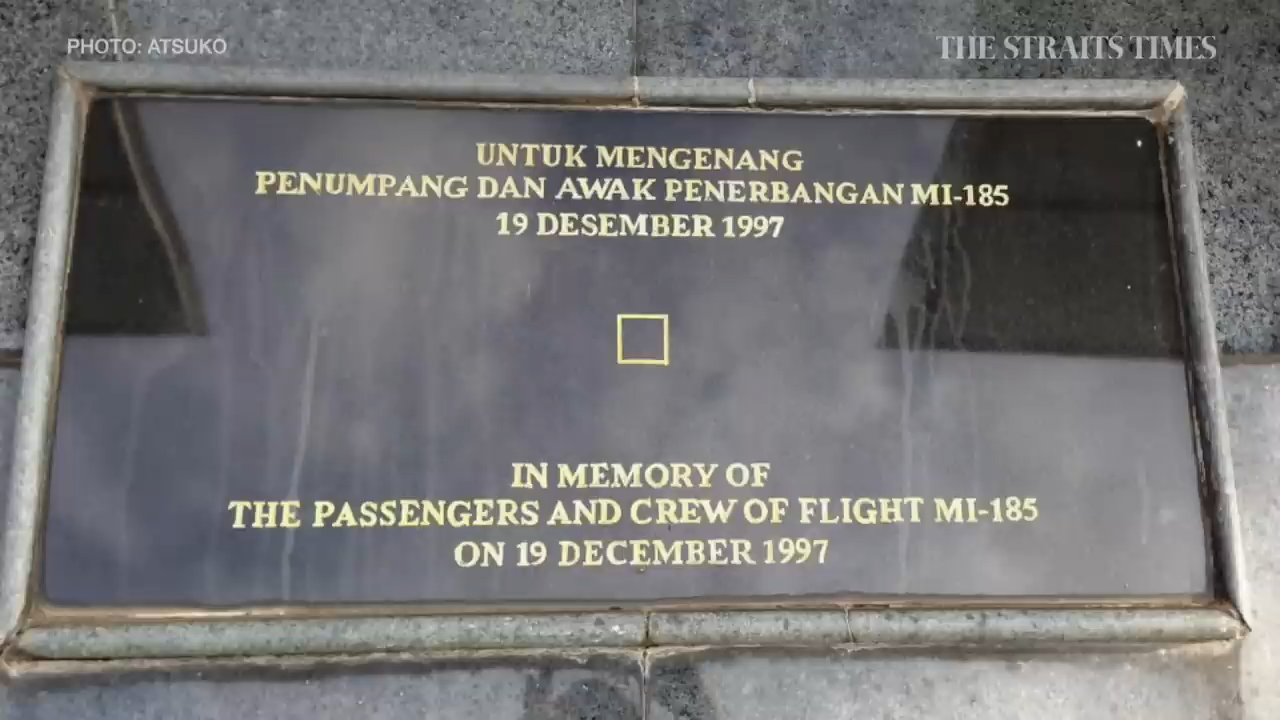 PHOTO: ATSUKO
THE STRAITS TIMES
UNTUK MENGENANG
PENUMPANG DAN AWAK PENERBANGAN MI-185
19 DESEMBER 1997
IN MEMORY OF
THE PASSENGERS AND CREW OF FLIGHT MI-185
ON 19 DECEMBER 1997